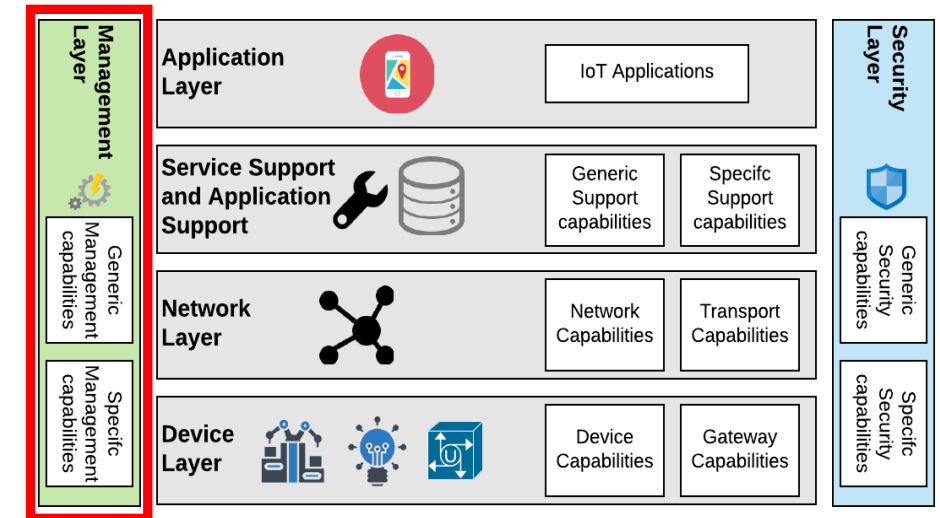 Management
Layer
Generic
Management
capabilities
Specifc
Management
capabilities
Application
Layer
IoT Applications
Service Support
and Application
Support
Generic
Support
capabilities
Specifc
Support
capabilities
Network
Layer
Network
Capabilities
Transport
Capabilities
Device
Layer
U
Device
Capabilities
Gateway
Capabilities
Security
Layer
Generic
Security
capabilities
Specifc
Security
capabilities